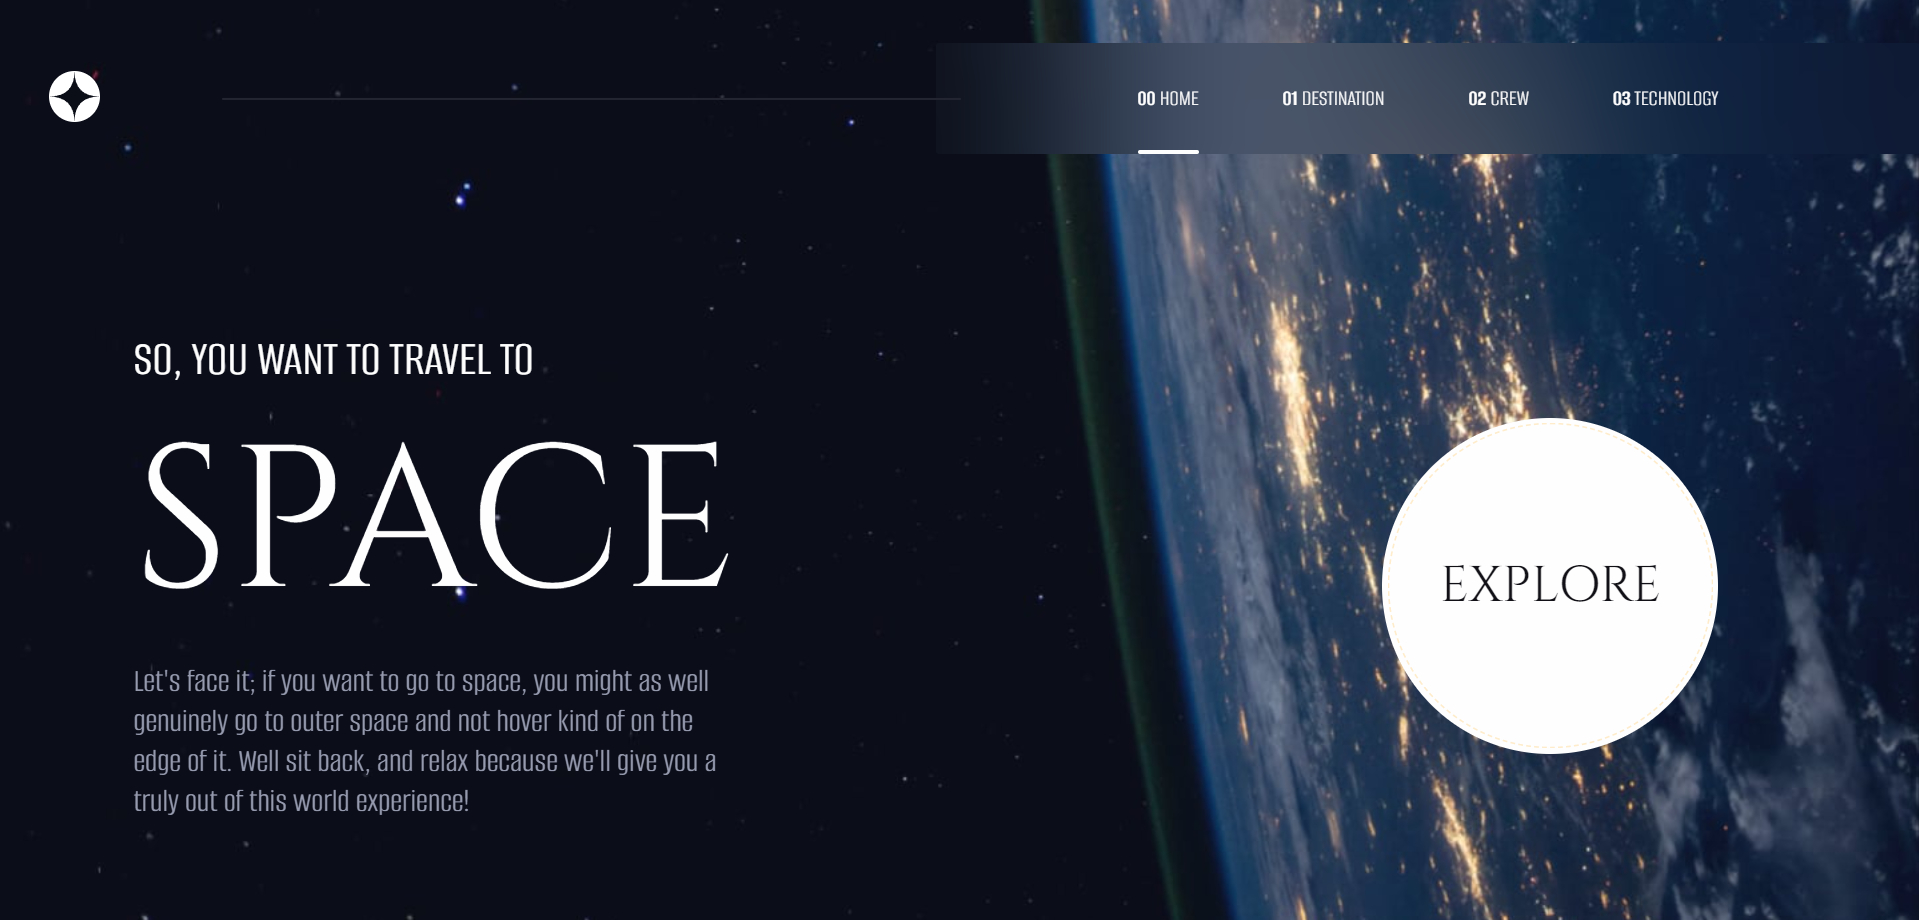 00 HOME 01 DESTINATION 02 CREW 03 TECHNOLOGY
SO, YOU WANT TO TRAVEL TO
SPACE
Let's face it; if you want to go to space, you might as well
genuinely go to outer space and not hover kind of on the
edge of it. Well sit back, and relax because we'll give you a
truly out of this world experience!
EXPLORE